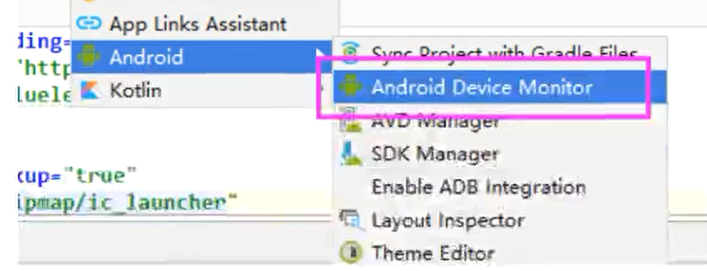 App Links Assistant
ding=
Android
Sync Project with Gradle Files
"http
Android Device Monitor
luele
Kotlin
AVD Manager
SDK Manager
kup="true"
Enable ADB Integration
ipmap/ic_launcher"
Layout Inspector
Theme Editor